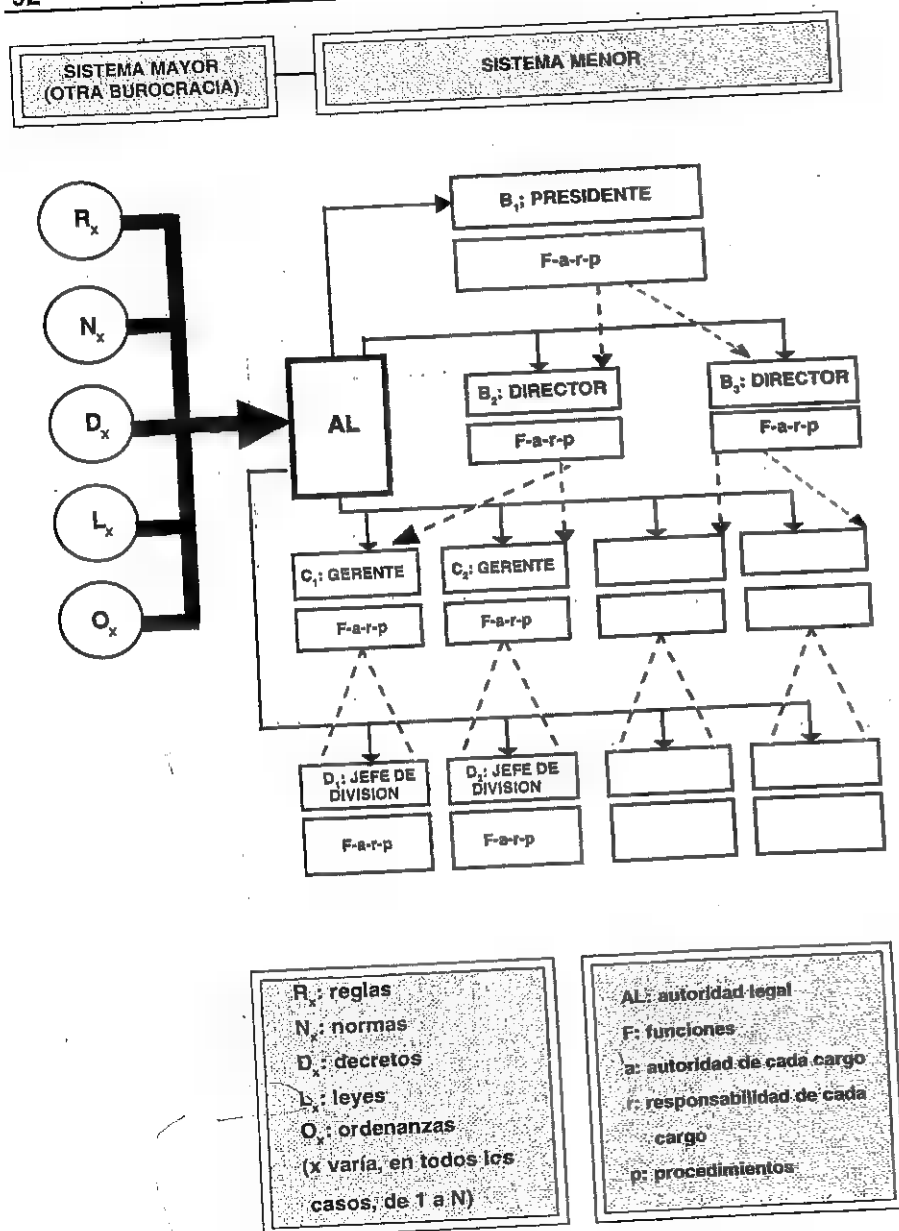 SISTEMA MAYOR
(OTRA BUROCRACIA)
SISTEMA MENOR
Rx
Nx
Dx
Lx
Ox
AL
B1; PRESIDENTE
F-a-r-p
B2: DIRECTOR
F-a-r-p
B3: DIRECTOR
F-a-r-p
C1: GERENTE
F-a-r-p
C2: GERENTE
F-a-r-p
D1: JEFE DE
DIVISION
F-a-r-p
D2: JEFE DE
DIVISION
F-a-r-p
Rx: reglas
Nx: normas
Dx: decretos
Lx: leyes
Ox: ordenanzas
(x varía, en todos los
casos, de 1 a N)
AL: autoridad legal
F: funciones
a: autoridad de cada cargo
r: responsabilidad de cada
cargo
p: procedimientos